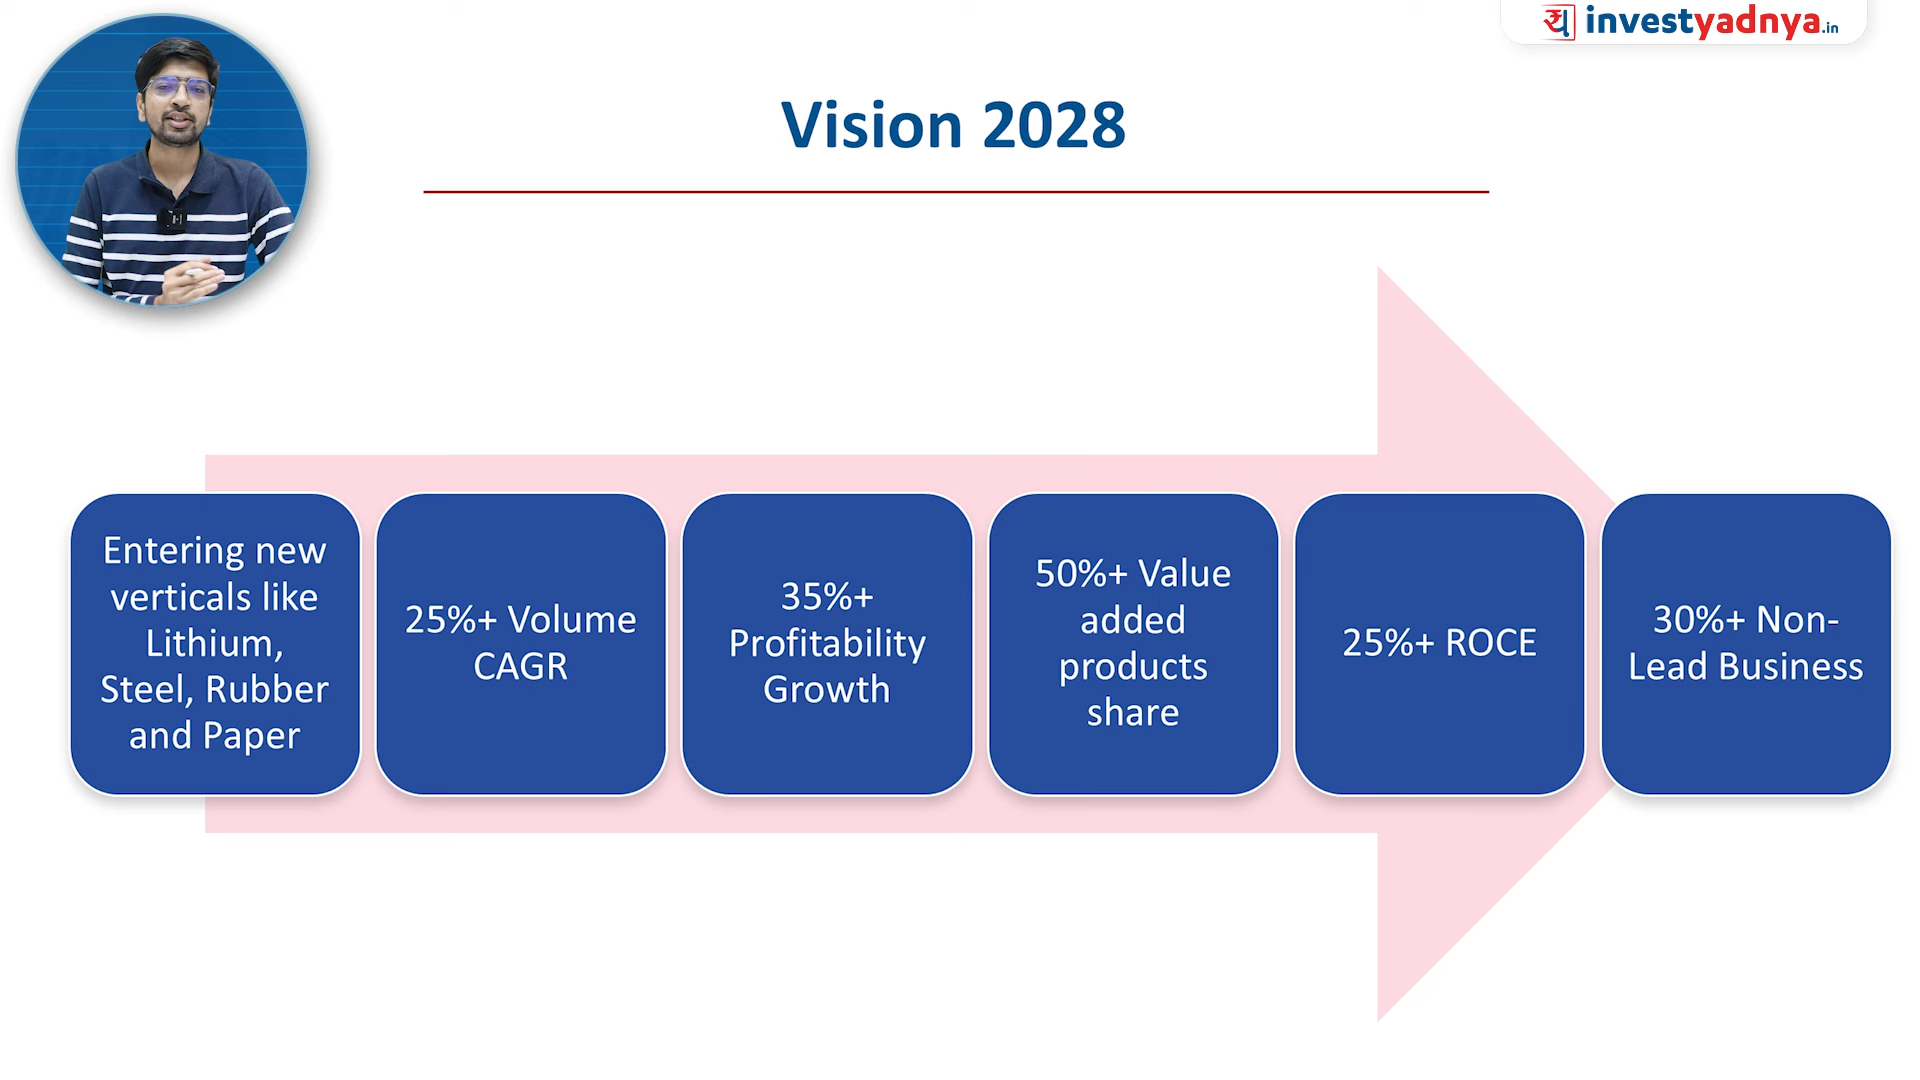 investyadnya.in
Vision 2028
Entering new
verticals like
Lithium,
Steel, Rubber
and Paper
25%+ Volume
CAGR
35%+
Profitability
Growth
50%+ Value
added
products
share
25%+ ROCE
30%+ Non-
Lead Business